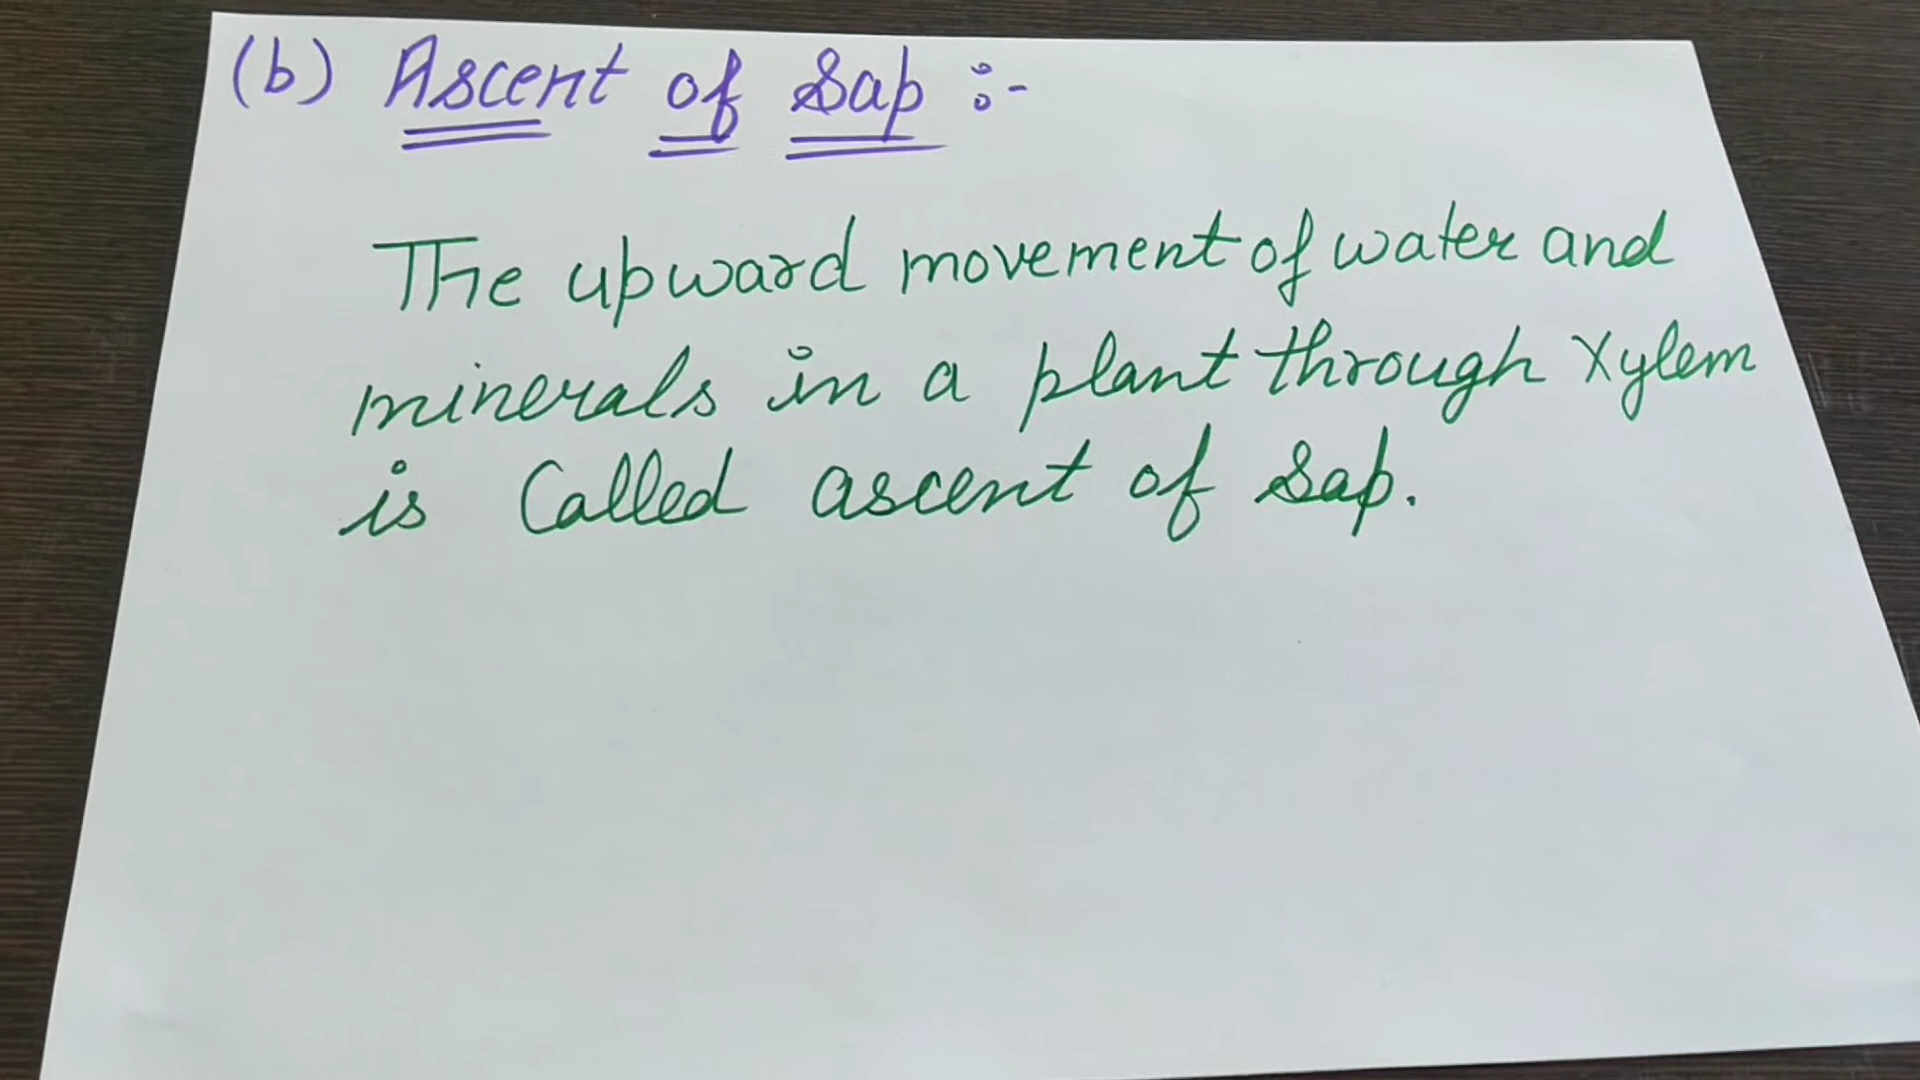 (b) Ascent of Sap :-
The upward movement of water and
minerals in a plant through Xylem
is Called ascent of Sap.